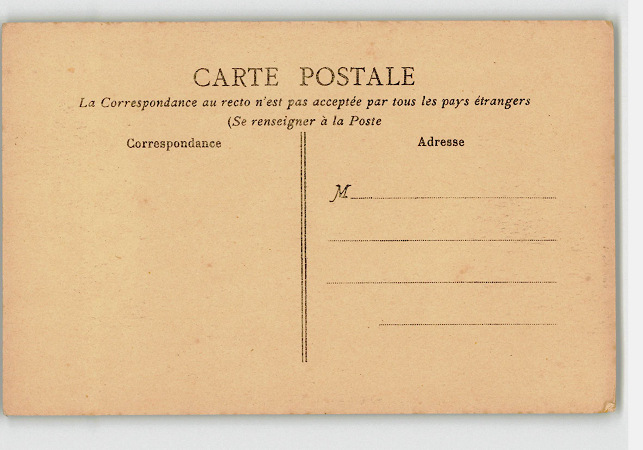 CARTE POSTALE
La Correspondance au recto n'est pas acceptée par tous les pays étrangers
(Se renseigner à la Poste
Correspondance
Adresse
M